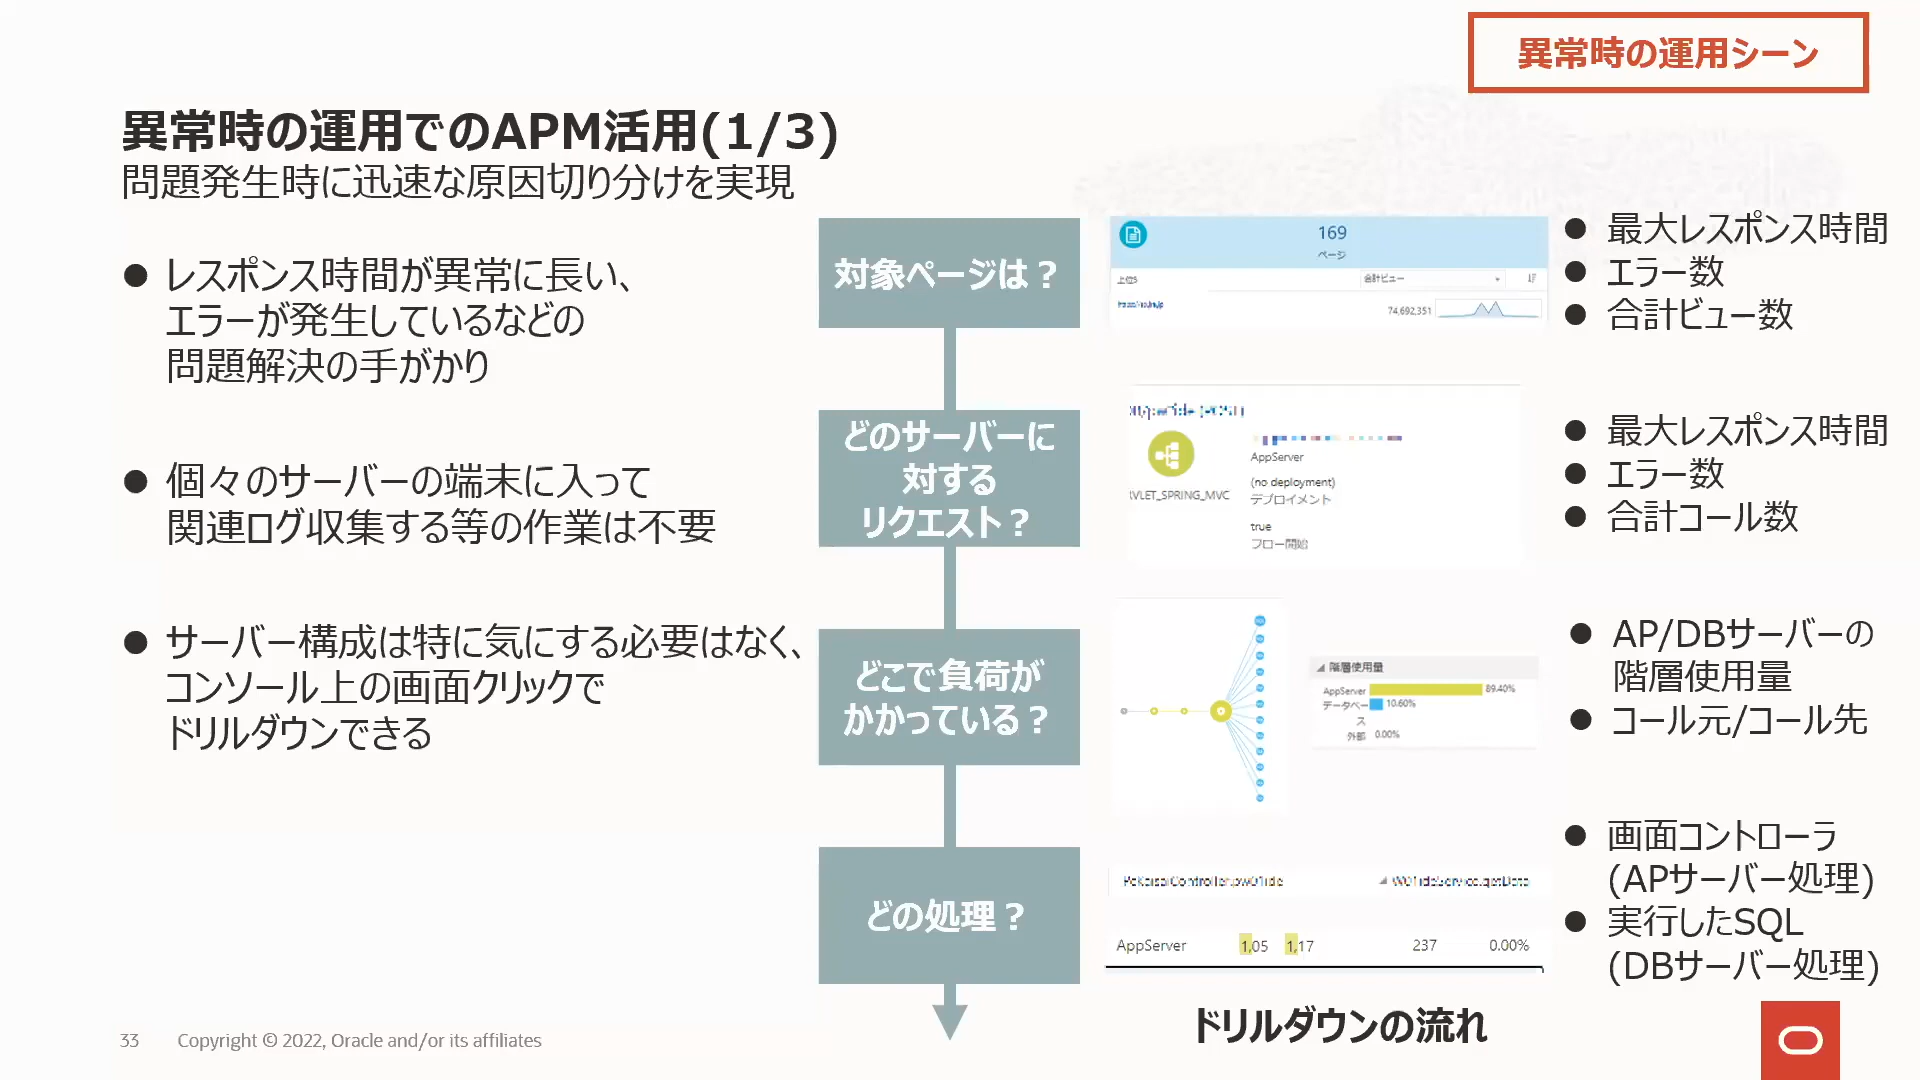 異常時の運用シーン
異常時の運用でのAPM活用(1/3)
問題発生時に迅速な原因切り分けを実現
● レスポンス時間が異常に長い、
エラーが発生しているなどの
問題解決の手がかり
● 個々のサーバーの端末に入って
関連ログ収集する等の作業は不要
● サーバー構成は特に気にする必要はなく、
コンソール上の画面クリックで
ドリルダウンできる
対象ページは？
169
ページ
上位5
合計ビュー
74,692,351
● 最大レスポンス時間
● エラー数
● 合計ビュー数
どのサーバーに
対する
リクエスト？
AppServer
(no deployment)
デプロイメント
true
フロー開始
VLET_SPRING_MVC
● 最大レスポンス時間
● エラー数
● 合計コール数
どこで負荷が
かかっている？
階層使用量
AppServer 89.40%
データベー 10.60%
ス
外部 0.00%
● AP/DBサーバーの
階層使用量
● コール元/コール先
どの処理？
AppServer 1,05 1,17 237 0.00%
● 画面コントローラ
(APサーバー処理)
● 実行したSQL
(DBサーバー処理)
ドリルダウンの流れ
33 Copyright © 2022, Oracle and/or its affiliates